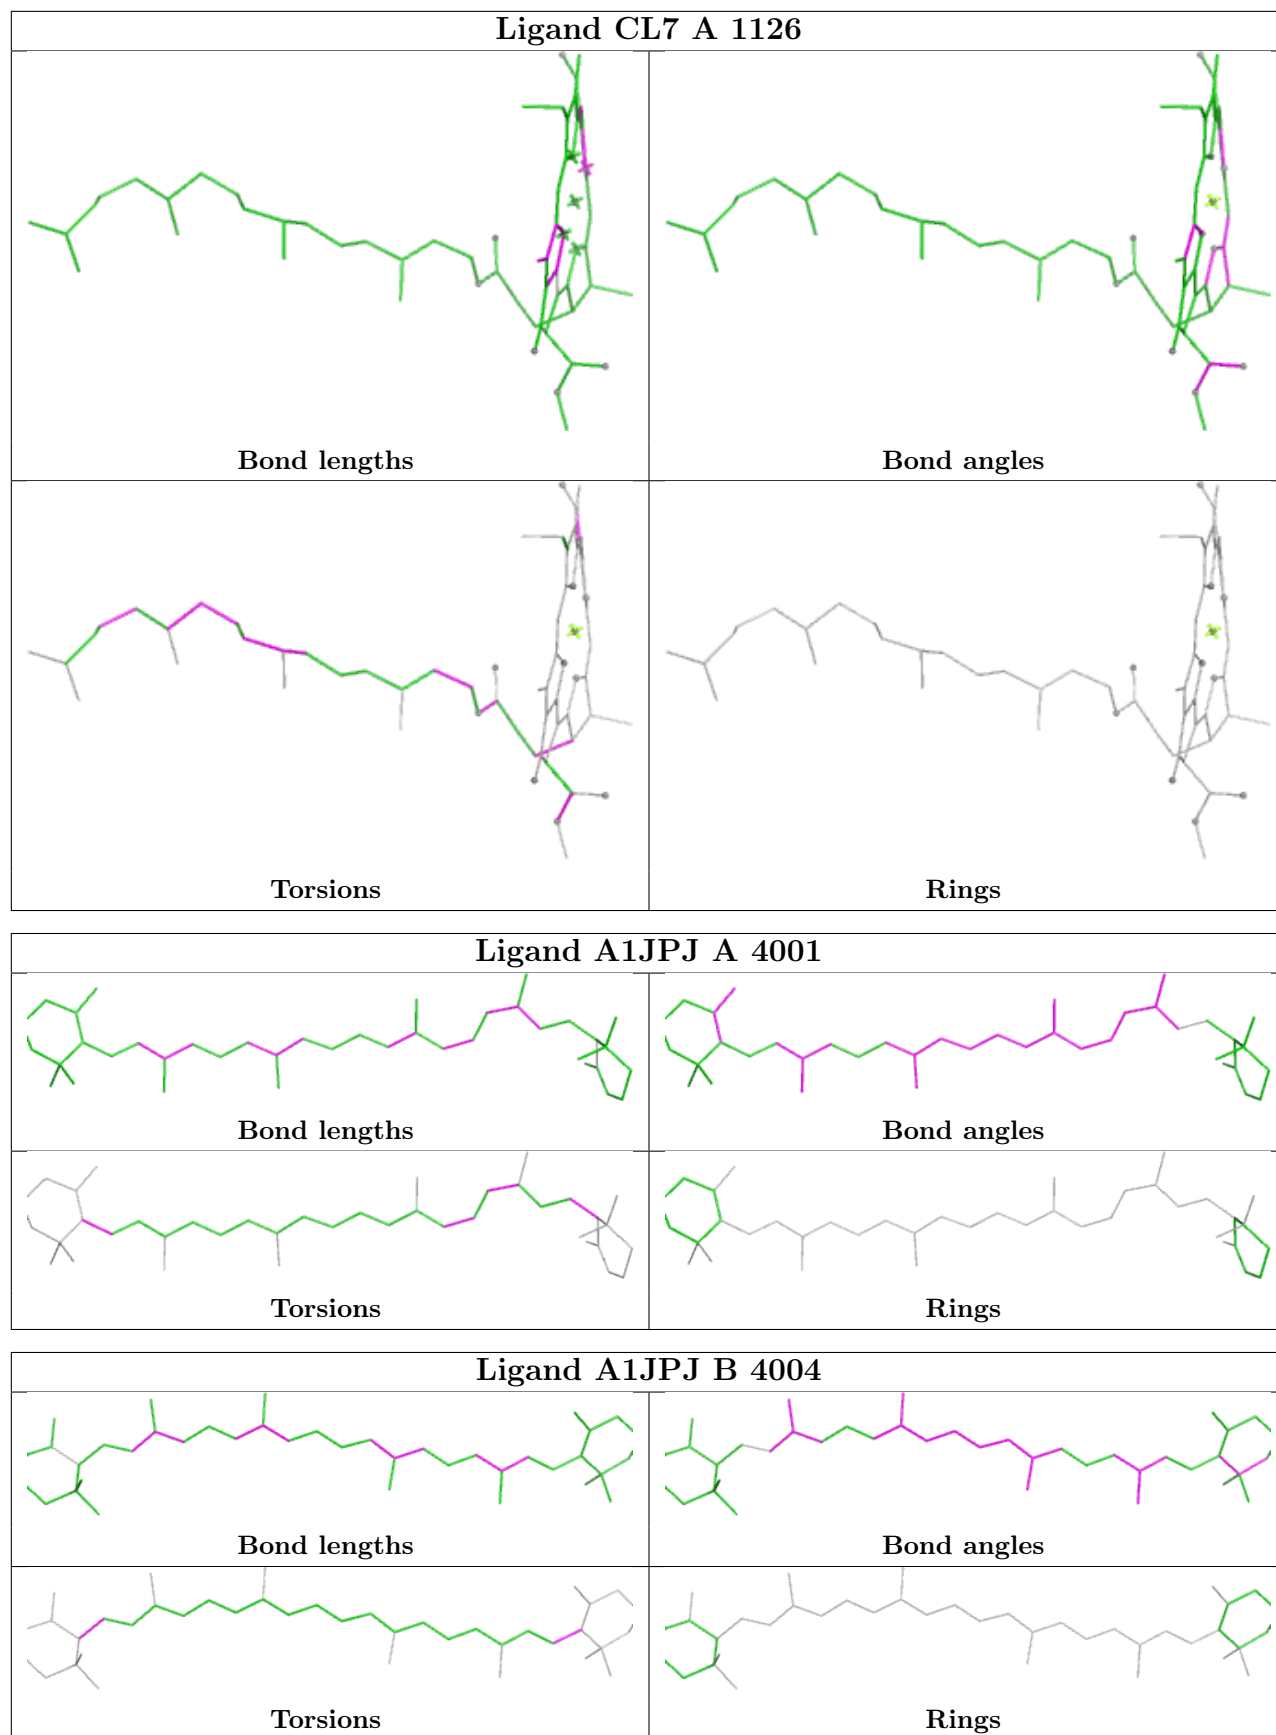 Ligand CL7 A 1126
Bond lengths
Bond angles
Torsions
Rings
Ligand A1JPJ A 4001
Bond lengths
Bond angles
Torsions
Rings
Ligand A1JPJ B 4004
Bond lengths
Bond angles
Torsions
Rings